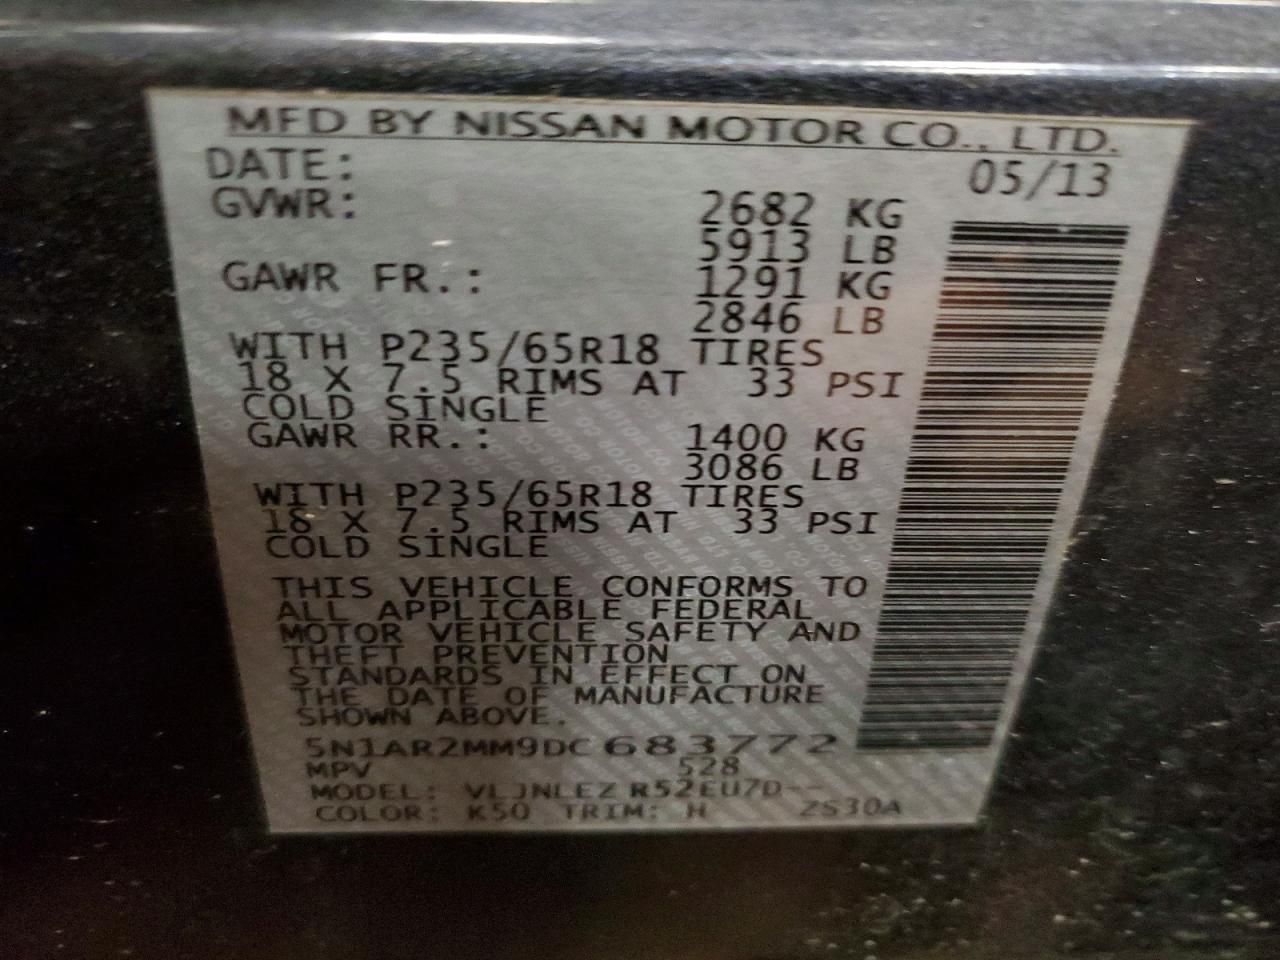 MFD BY NISSAN MOTOR CO., LTD.
DATE: 05/13
GVWR: 2682 KG
5913 LB
GAWR FR.: 1291 KG
2846 LB
WITH P235/65R18 TIRES
18 X 7.5 RIMS AT 33 PSI
COLD SINGLE
GAWR RR.: 1400 KG
3086 LB
WITH P235/65R18 TIRES
18 X 7.5 RIMS AT 33 PSI
COLD SINGLE
THIS VEHICLE CONFORMS TO
ALL APPLICABLE FEDERAL
MOTOR VEHICLE SAFETY AND
THEFT PREVENTION
STANDARDS IN EFFECT ON
THE DATE OF MANUFACTURE
SHOWN ABOVE.
5N1AR2MM9DC683772
MPV 528
MODEL: VLJNLEZ R52EU7D--
COLOR: K50 TRIM: H 2S30A